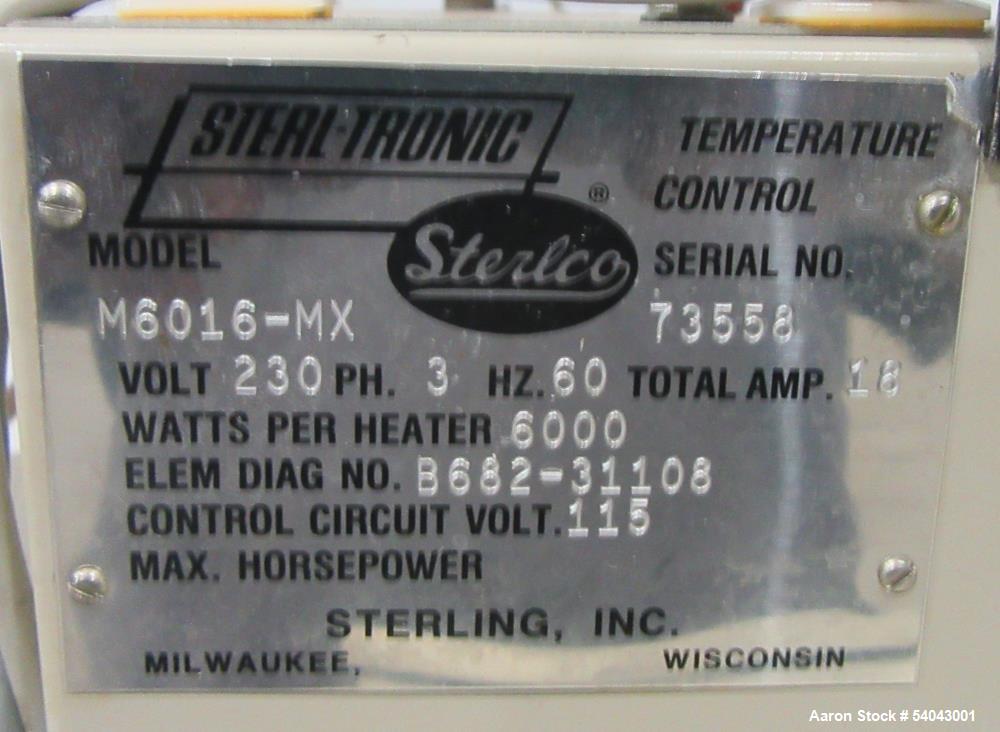 STERL-TRONIC
TEMPERATURE
CONTROL
Sterlco ®
MODEL
SERIAL NO.
M6016-MX
73558
VOLT 230 PH. 3 HZ. 60 TOTAL AMP. 18
WATTS PER HEATER 6000
ELEM DIAG NO. B682-31108
CONTROL CIRCUIT VOLT. 115
MAX. HORSEPOWER
STERLING, INC.
MILWAUKEE, WISCONSIN
Aaron Stock # 54043001